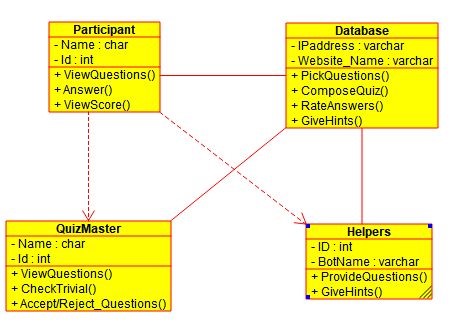 Participant
- Name : char
- Id : int
+ ViewQuestions()
+ Answer()
+ ViewScore()
Database
- IPaddress : varchar
- Website_Name : varchar
+ PickQuestions()
+ ComposeQuiz()
+ RateAnswers()
+ GiveHints()
QuizMaster
- Name : char
- Id : int
+ ViewQuestions()
+ CheckTrivial()
+ Accept/Reject_Questions()
Helpers
- ID : int
- BotName : varchar
+ ProvideQuestions()
+ GiveHints()